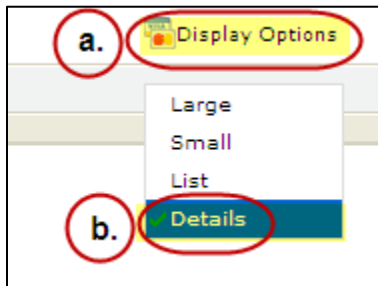 a. Display Options
Large
Small
List
b. Details